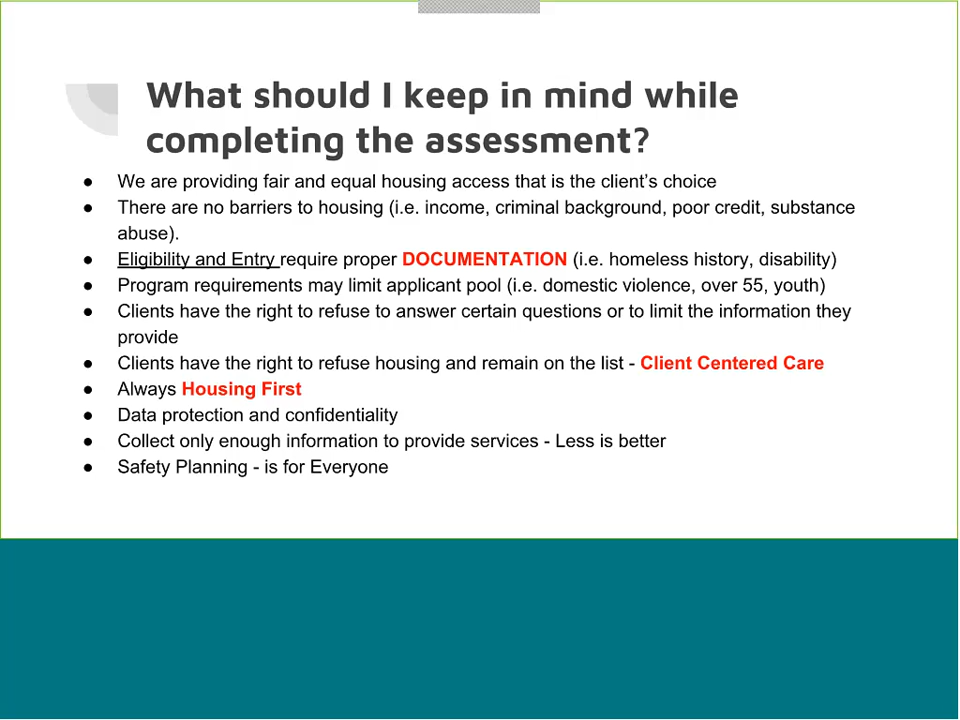 What should I keep in mind while
completing the assessment?
● We are providing fair and equal housing access that is the client's choice
● There are no barriers to housing (i.e. income, criminal background, poor credit, substance
abuse).
● Eligibility and Entry require proper DOCUMENTATION (i.e. homeless history, disability)
● Program requirements may limit applicant pool (i.e. domestic violence, over 55, youth)
● Clients have the right to refuse to answer certain questions or to limit the information they
provide
● Clients have the right to refuse housing and remain on the list - Client Centered Care
● Always Housing First
● Data protection and confidentiality
● Collect only enough information to provide services - Less is better
● Safety Planning - is for Everyone